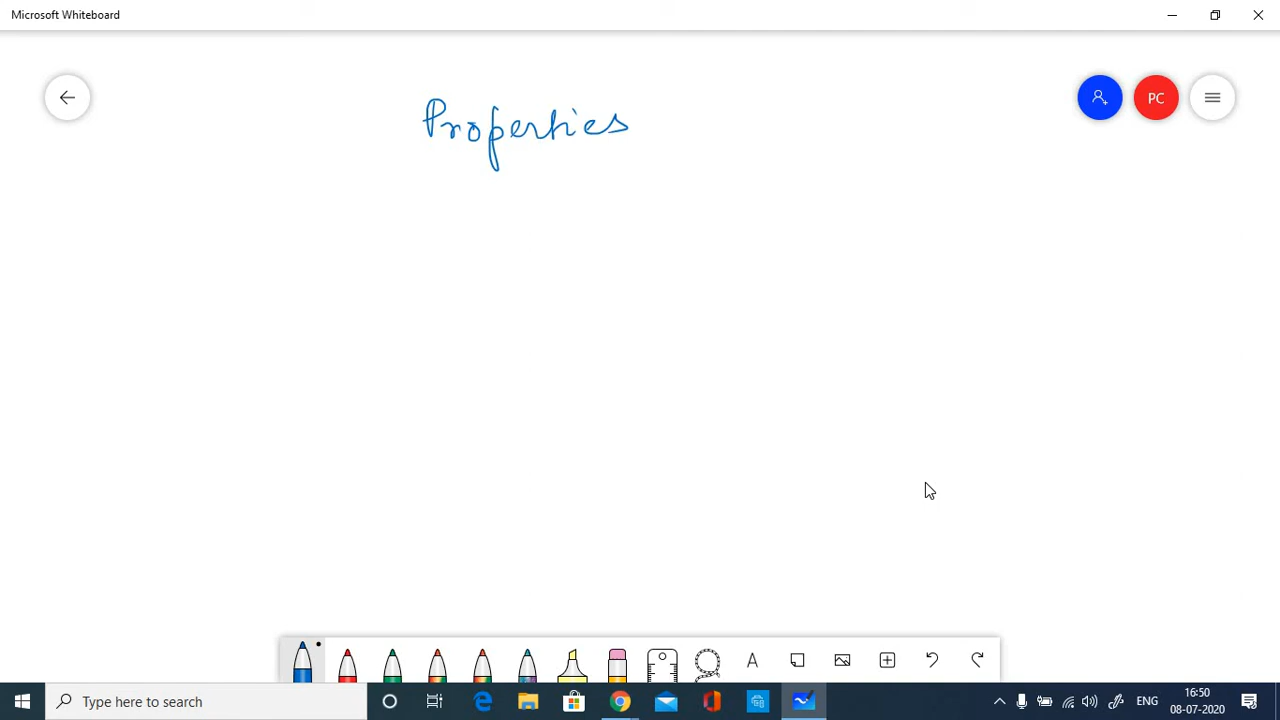 Microsoft Whiteboard
Properties
PC
A
Type here to search
ENG
16:50
08-07-2020